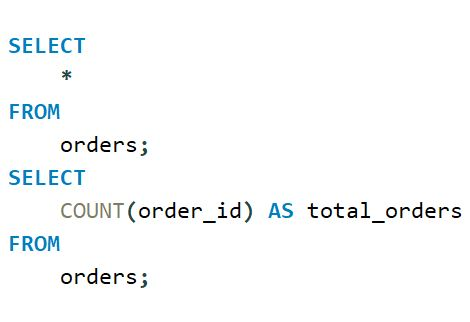 SELECT
    *
FROM
    orders;
SELECT
    COUNT(order_id) AS total_orders
FROM
    orders;